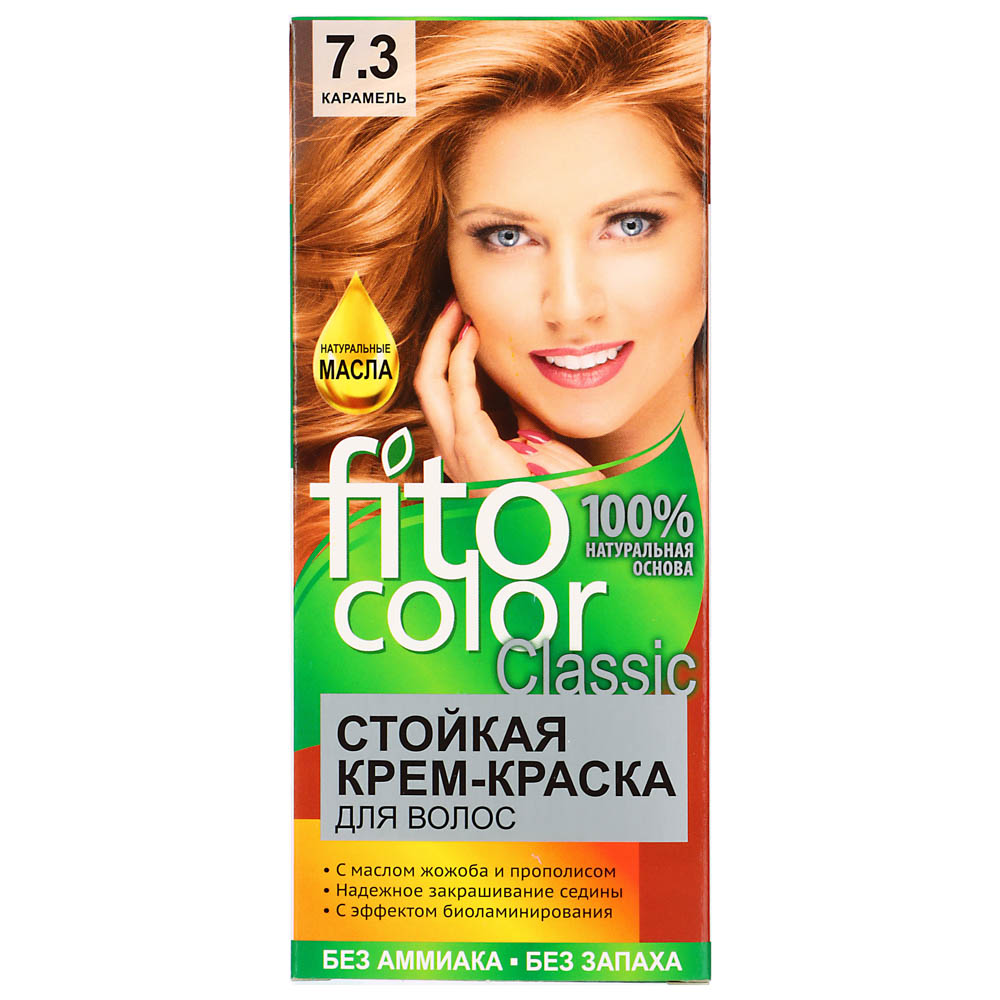 7.3
КАРАМЕЛЬ
НАТУРАЛЬНЫЕ
МАСЛА
fito
color
100%
НАТУРАЛЬНАЯ
ОСНОВА
Classic
СТОЙКАЯ
КРЕМ-КРАСКА
ДЛЯ ВОЛОС
• С маслом жожоба и прополисом
• Надежное закрашивание седины
• С эффектом биоламинирования
БЕЗ АММИАКА ▪ БЕЗ ЗАПАХА